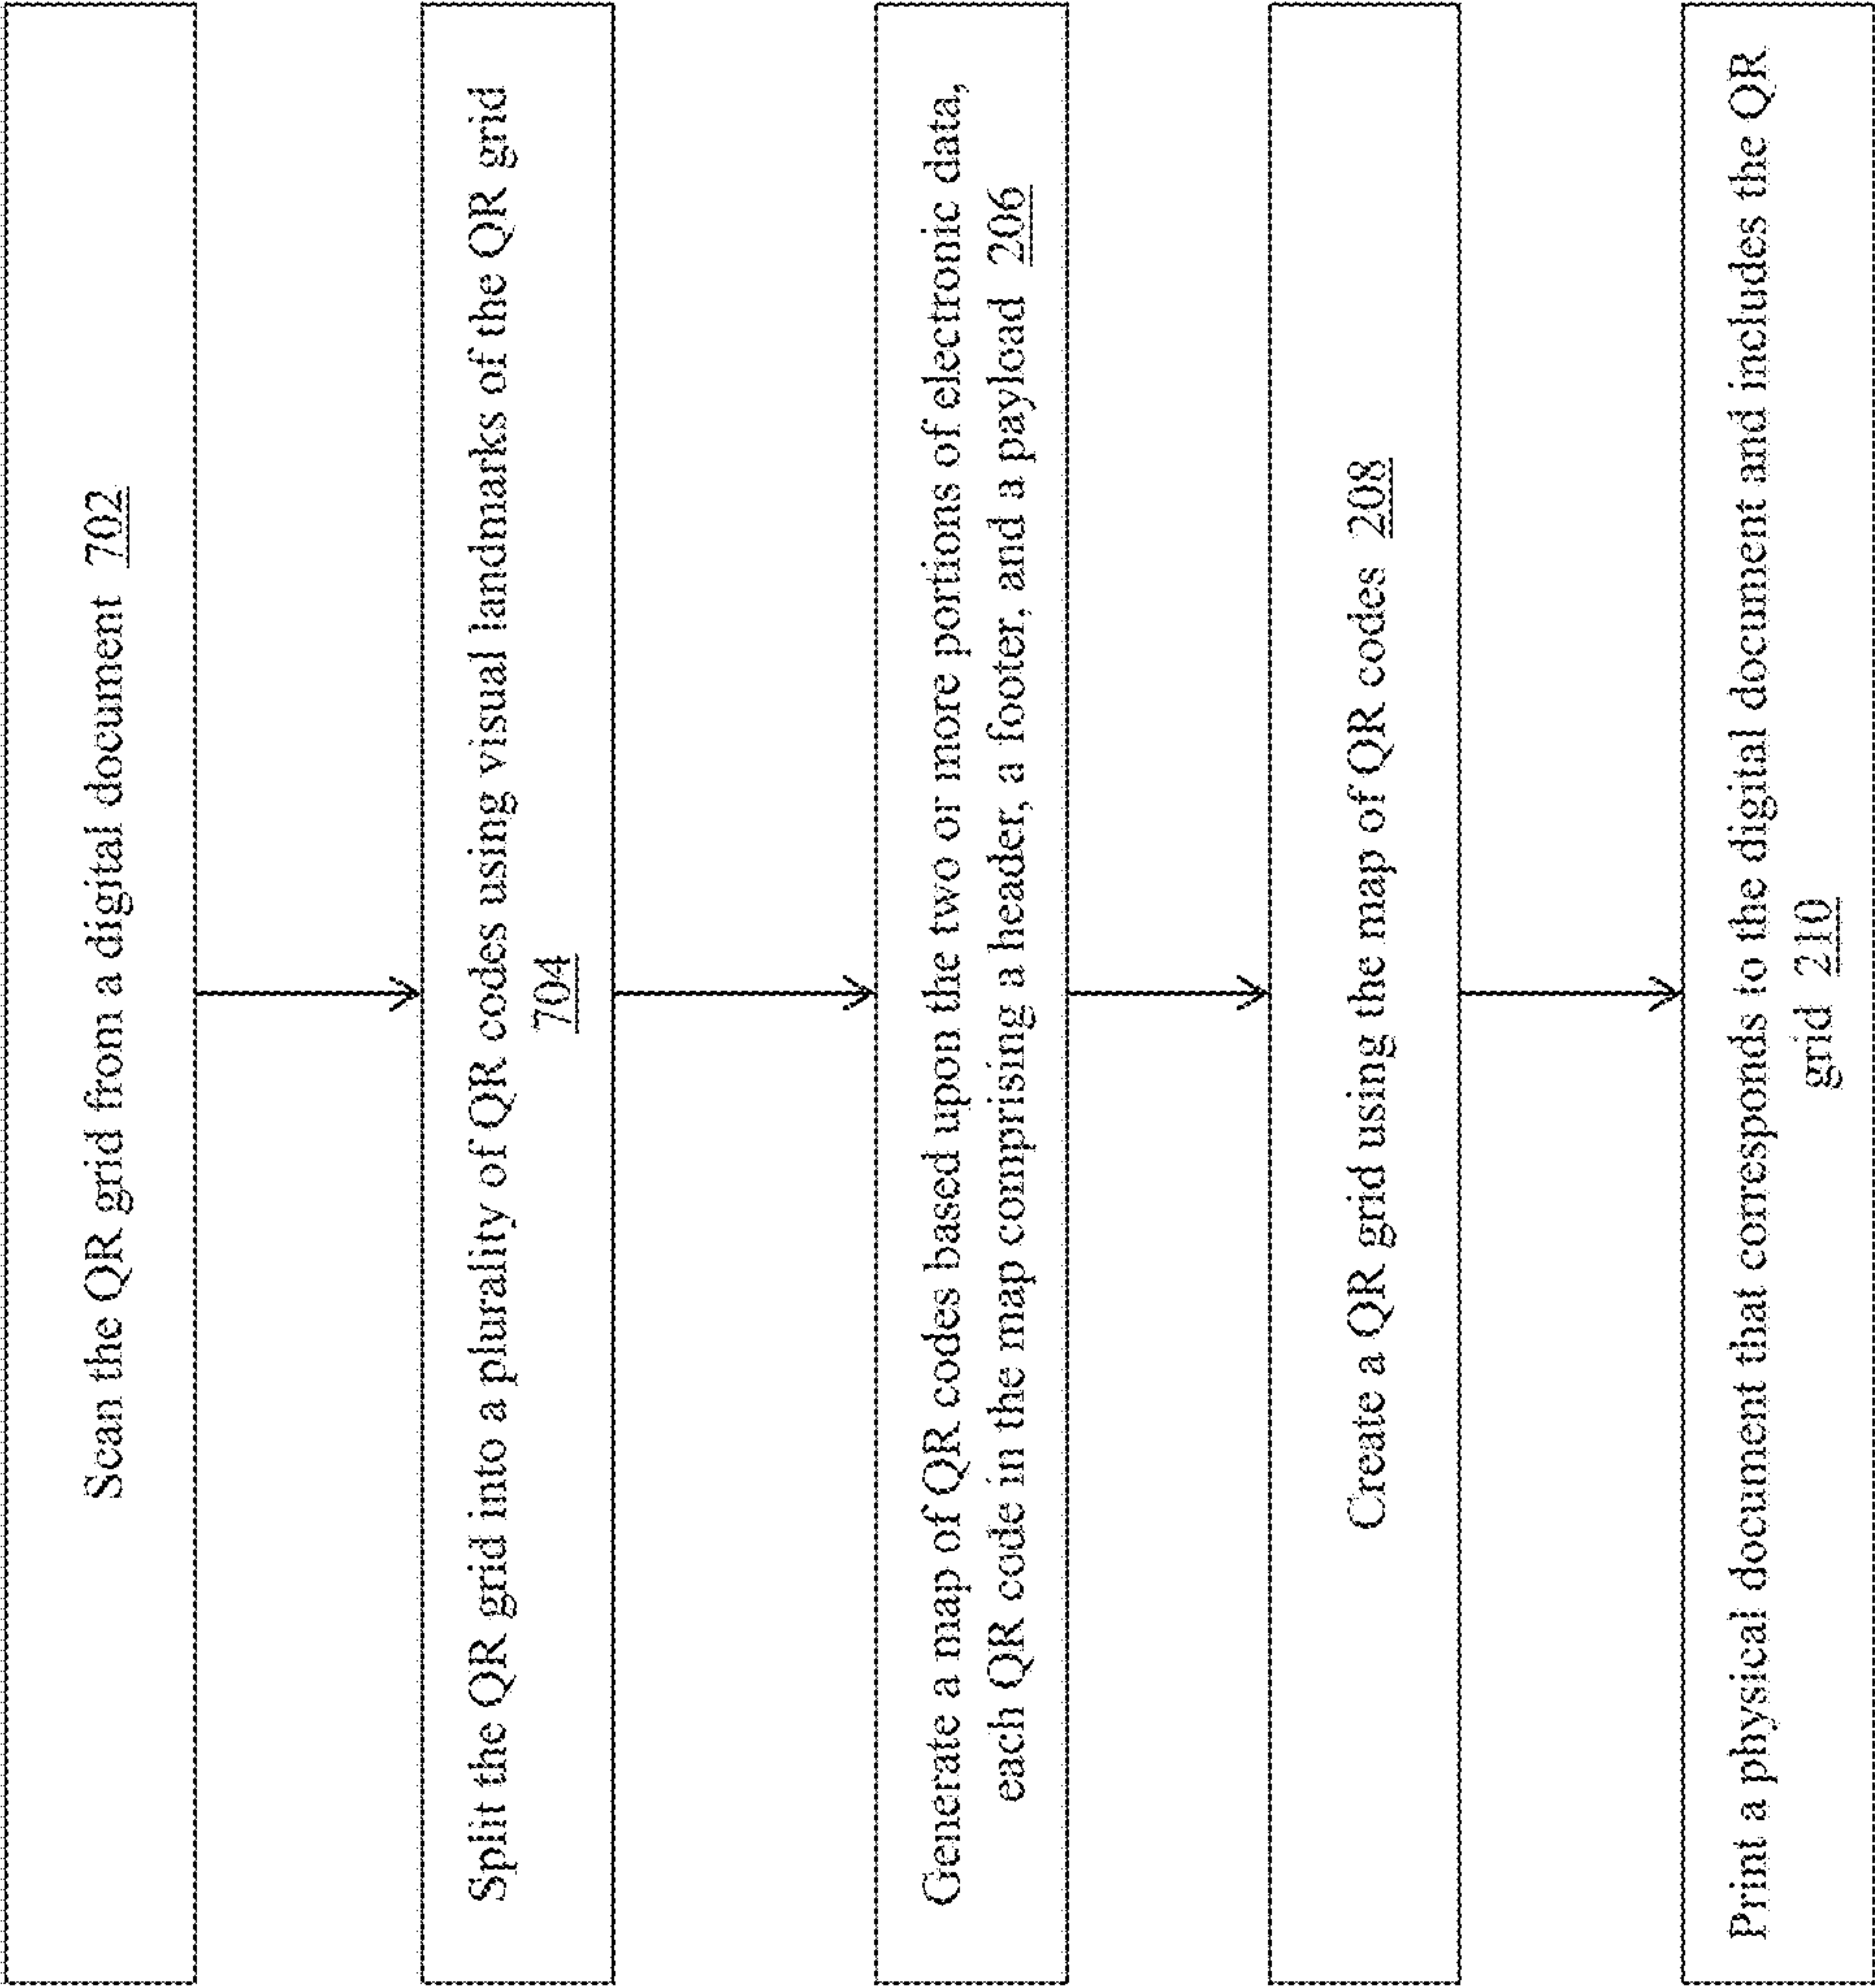 Scan the QR grid from a digital document 702
Split the QR grid into a plurality of QR codes using visual landmarks of the QR grid
704
Generate a map of QR codes based upon the two or more portions of electronic data,
each QR code in the map comprising a header, a footer, and a payload 206
Create a QR grid using the map of QR codes 208
Print a physical document that corresponds to the digital document and includes the QR
grid 210